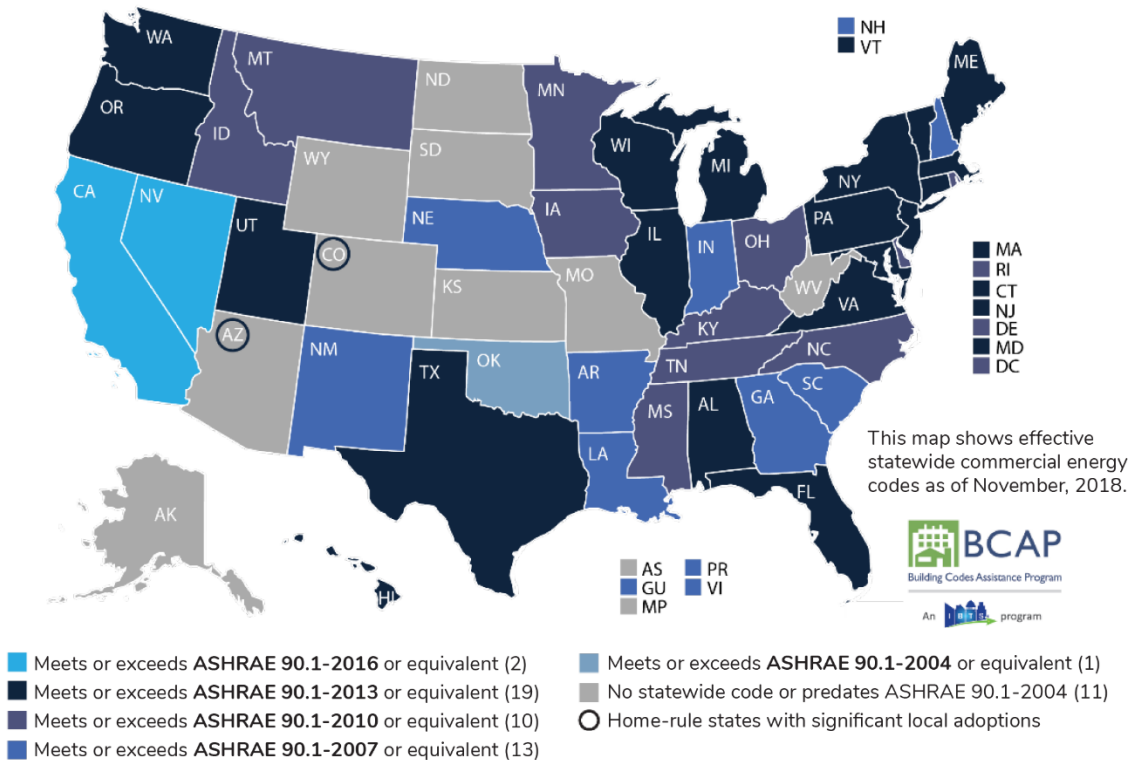 NH
VT
WA
MT
ND
MN
ME
OR
ID
SD
WI
MI
NY
WY
CA
NV
NE
IA
PA
UT
IL
IN
OH
CO
KS
MO
WV
VA
MA
RI
CT
NJ
DE
MD
DC
AZ
NM
OK
KY
NC
TN
TX
AR
SC
MS
AL
GA
LA
FL
This map shows effective
statewide commercial energy
codes as of November, 2018.
AK
HI
BCAP
Building Codes Assistance Program
An IBTS program
AS
GU
MP
PR
VI
Meets or exceeds ASHRAE 90.1-2016 or equivalent (2)
Meets or exceeds ASHRAE 90.1-2013 or equivalent (19)
Meets or exceeds ASHRAE 90.1-2010 or equivalent (10)
Meets or exceeds ASHRAE 90.1-2007 or equivalent (13)
Meets or exceeds ASHRAE 90.1-2004 or equivalent (1)
No statewide code or predates ASHRAE 90.1-2004 (11)
Home-rule states with significant local adoptions